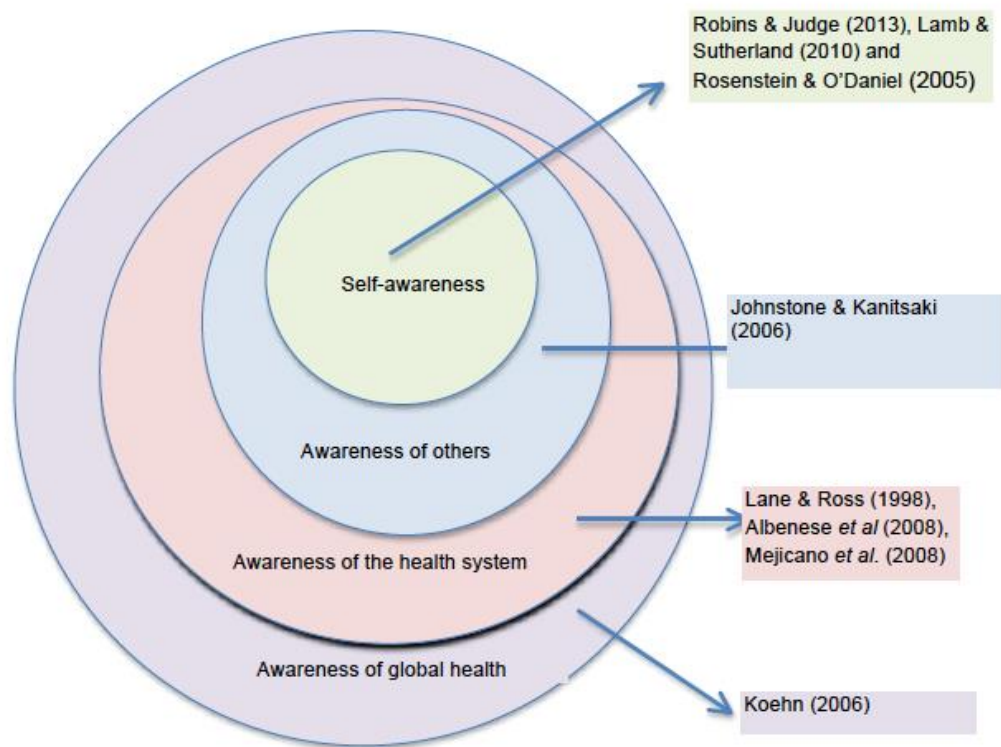 Robins & Judge (2013), Lamb &
Sutherland (2010) and
Rosenstein & O'Daniel (2005)
Self-awareness
Johnstone & Kanitsaki
(2006)
Awareness of others
Lane & Ross (1998),
Albenese et al (2008),
Mejicano et al. (2008)
Awareness of the health system
Awareness of global health
Koehn (2006)